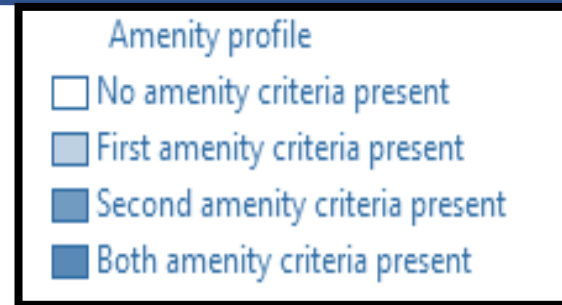 Amenity profile
No amenity criteria present
First amenity criteria present
Second amenity criteria present
Both amenity criteria present